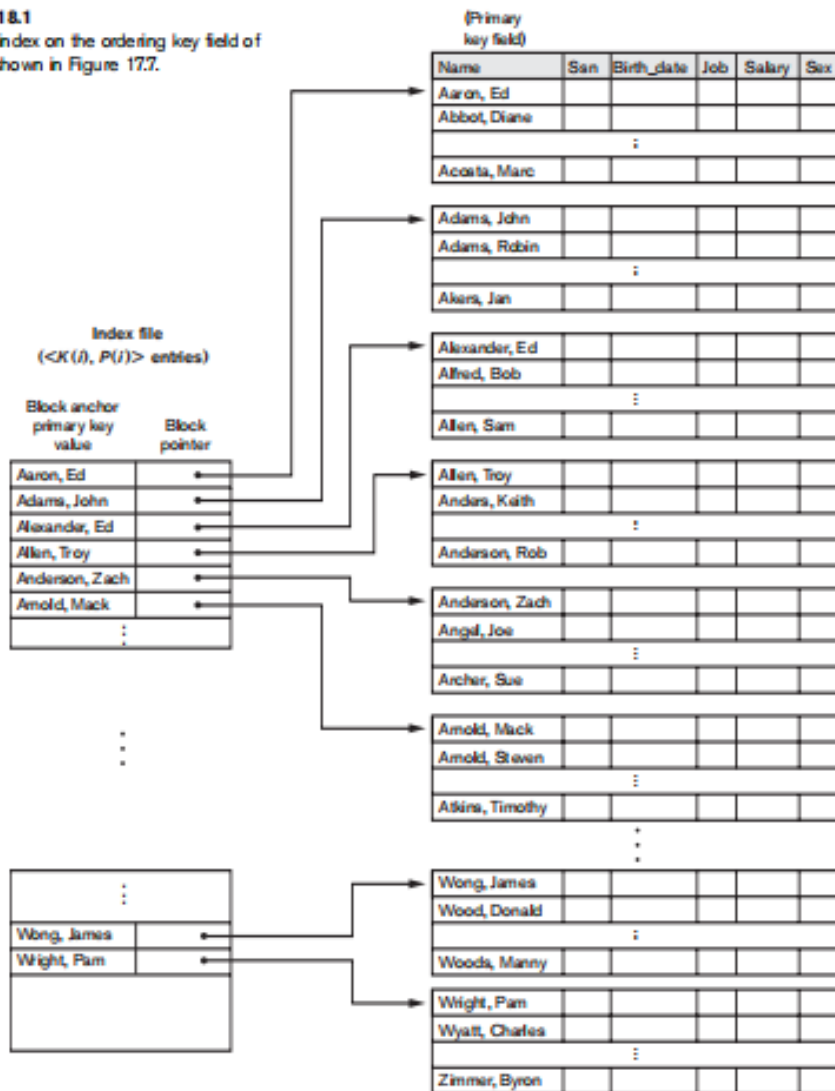 18.1
index on the ordering key field of
shown in Figure 17.7.
(Primary
key field)
Name Ssn Birth_date Job Salary Sex
Aaron, Ed
Abbot, Diane
⋮
Acosta, Marc
Adams, John
Adams, Robin
⋮
Akers, Jan
Alexander, Ed
Alfred, Bob
⋮
Allen, Sam
Allen, Troy
Anders, Keith
⋮
Anderson, Rob
Anderson, Zach
Angel, Joe
⋮
Archer, Sue
Arnold, Mack
Arnold, Steven
⋮
Atkins, Timothy
⋮
Wong, James
Wood, Donald
⋮
Woods, Manny
Wright, Pam
Wyatt, Charles
⋮
Zimmer, Byron
Index file
(<K(i), P(i)> entries)
Block anchor
primary key
value
Block
pointer
Aaron, Ed
Adams, John
Alexander, Ed
Allen, Troy
Anderson, Zach
Arnold, Mack
⋮
⋮
⋮
Wong, James
Wright, Pam